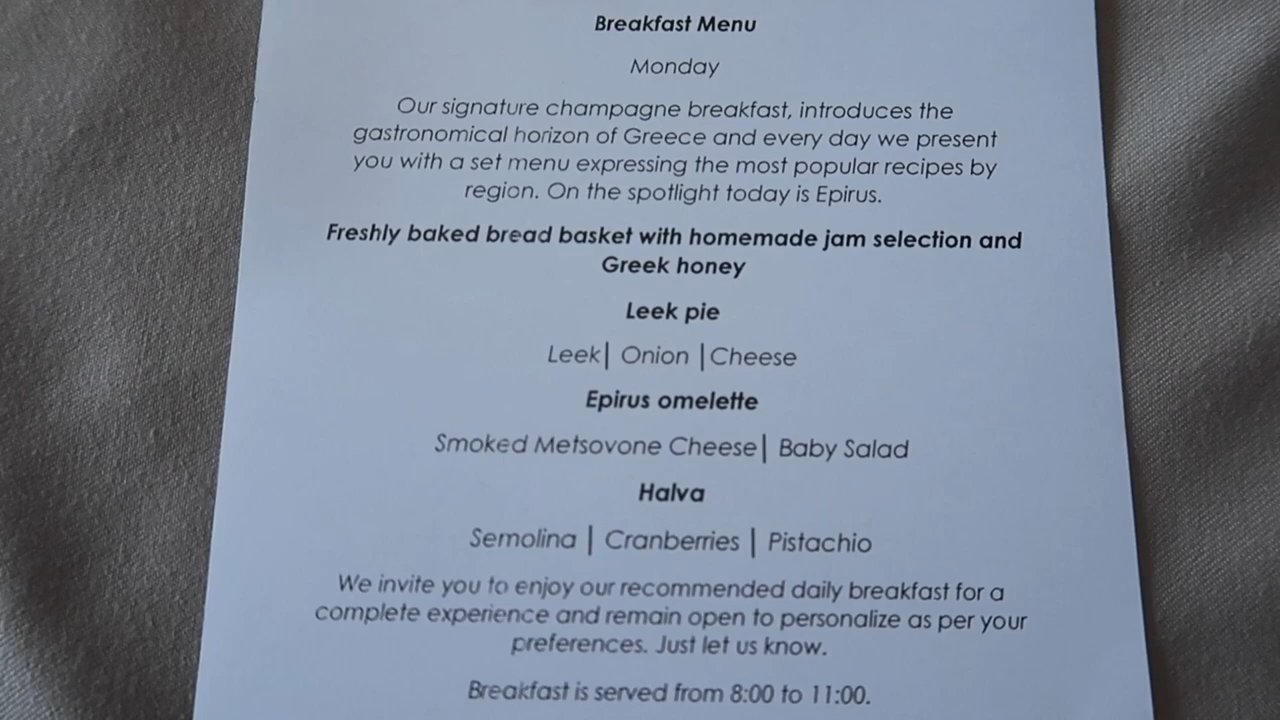 Breakfast Menu
Monday
Our signature champagne breakfast, introduces the
gastronomical horizon of Greece and every day we present
you with a set menu expressing the most popular recipes by
region. On the spotlight today is Epirus.
Freshly baked bread basket with homemade jam selection and
Greek honey
Leek pie
Leek| Onion |Cheese
Epirus omelette
Smoked Metsovone Cheese| Baby Salad
Halva
Semolina | Cranberries | Pistachio
We invite you to enjoy our recommended daily breakfast for a
complete experience and remain open to personalize as per your
preferences. Just let us know.
Breakfast is served from 8:00 to 11:00.